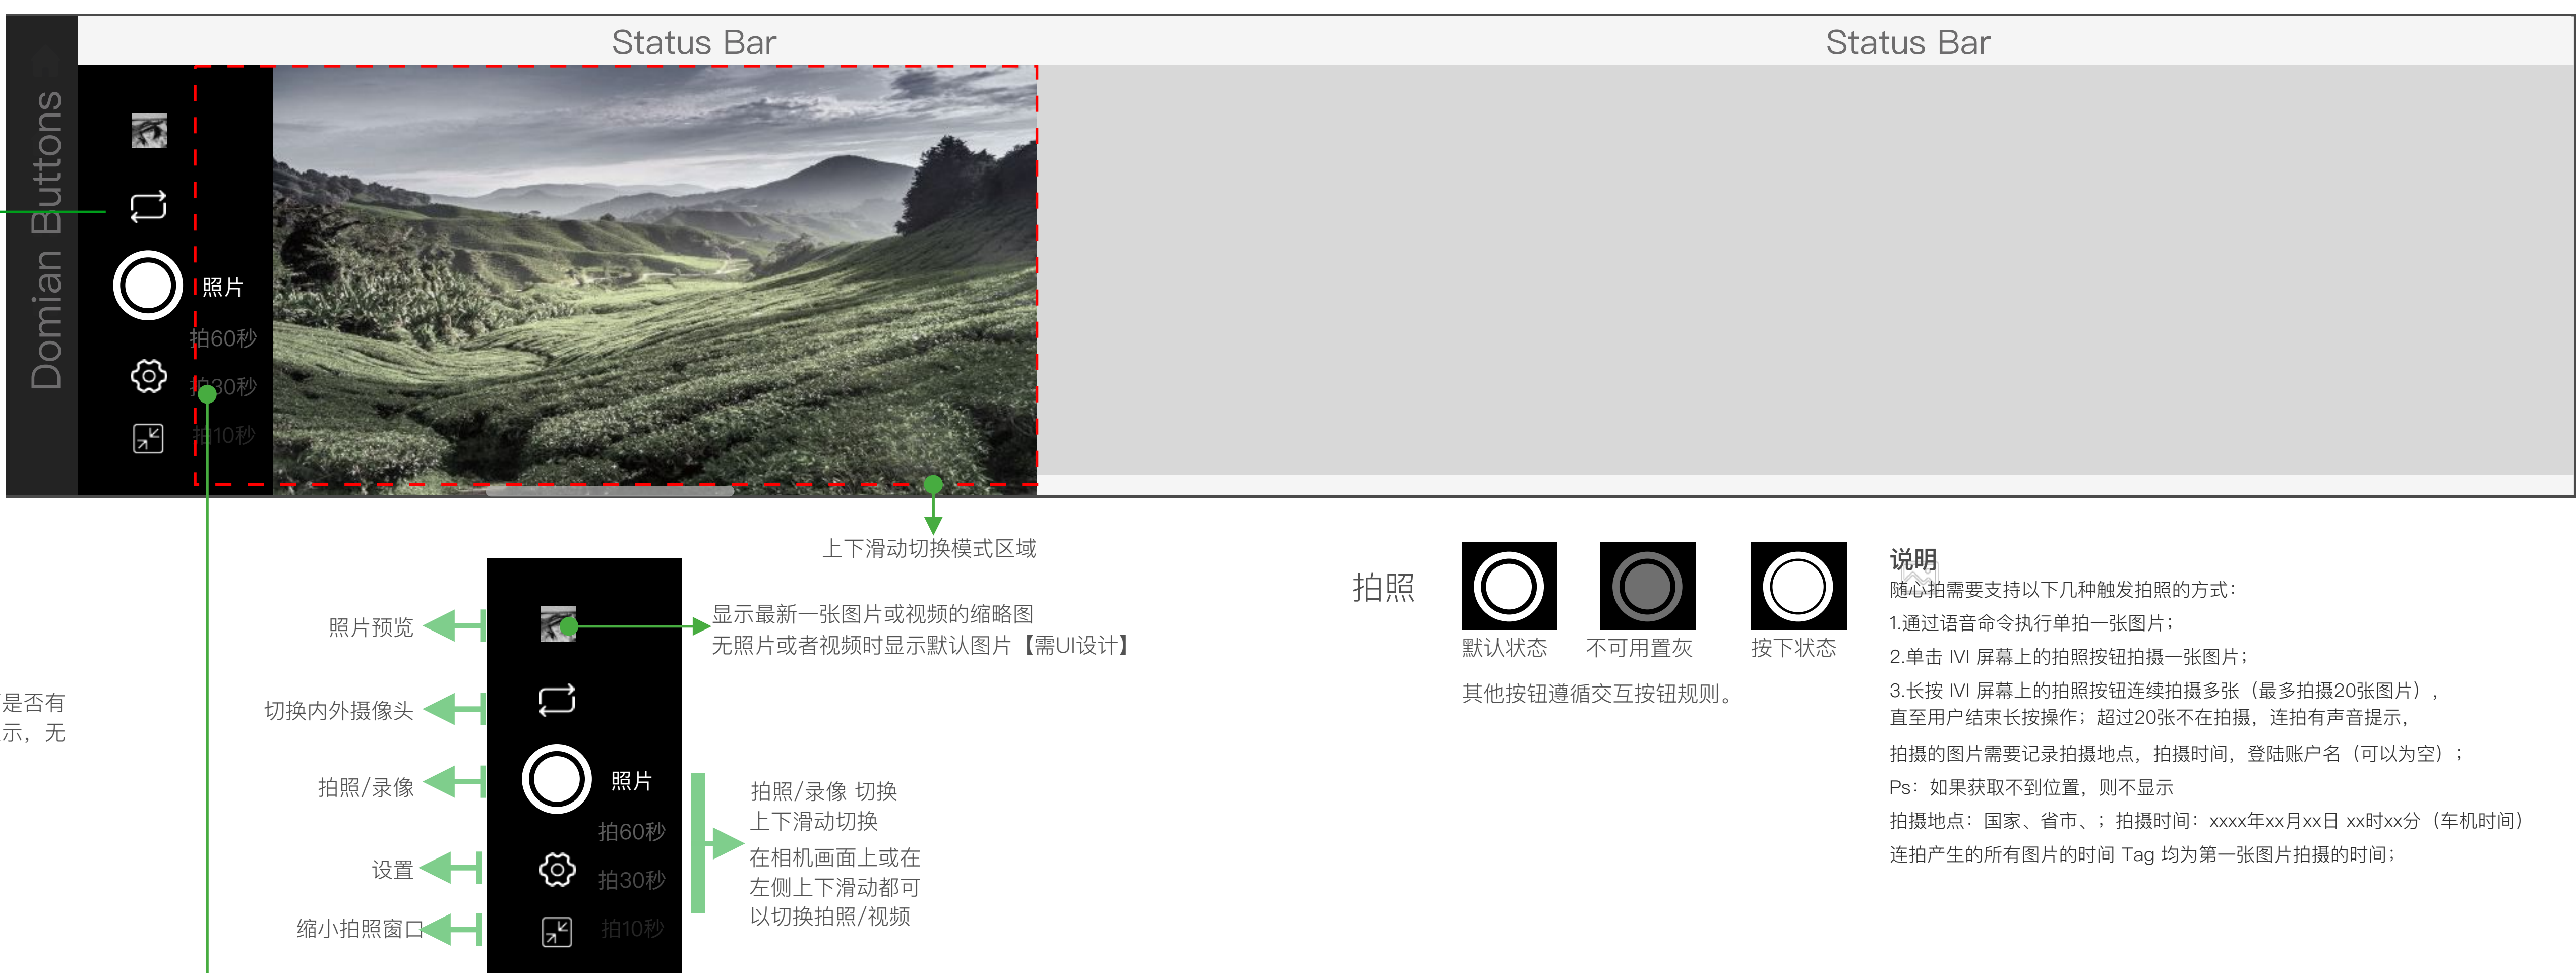 Status Bar
Status Bar
Domian Buttons
照片
拍60秒
拍30秒
拍10秒
上下滑动切换模式区域
照片预览
切换内外摄像头
拍照/录像
设置
缩小拍照窗口
显示最新一张图片或视频的缩略图
无照片或者视频时显示默认图片【需UI设计】
照片
拍60秒
拍30秒
拍10秒
拍照/录像 切换
上下滑动切换
在相机画面上或在
左侧上下滑动都可
以切换拍照/视频
是否有
示，无
拍照
默认状态
不可用置灰
按下状态
其他按钮遵循交互按钮规则。
说明
随心拍需要支持以下几种触发拍照的方式：
1.通过语音命令执行单拍一张图片；
2.单击 IVI 屏幕上的拍照按钮拍摄一张图片；
3.长按 IVI 屏幕上的拍照按钮连续拍摄多张（最多拍摄20张图片），
直至用户结束长按操作；超过20张不在拍摄，连拍有声音提示，
拍摄的图片需要记录拍摄地点，拍摄时间，登陆账户名（可以为空）；
Ps：如果获取不到位置，则不显示
拍摄地点：国家、省市、；拍摄时间：xxxx年xx月xx日 xx时xx分（车机时间）
连拍产生的所有图片的时间 Tag 均为第一张图片拍摄的时间；